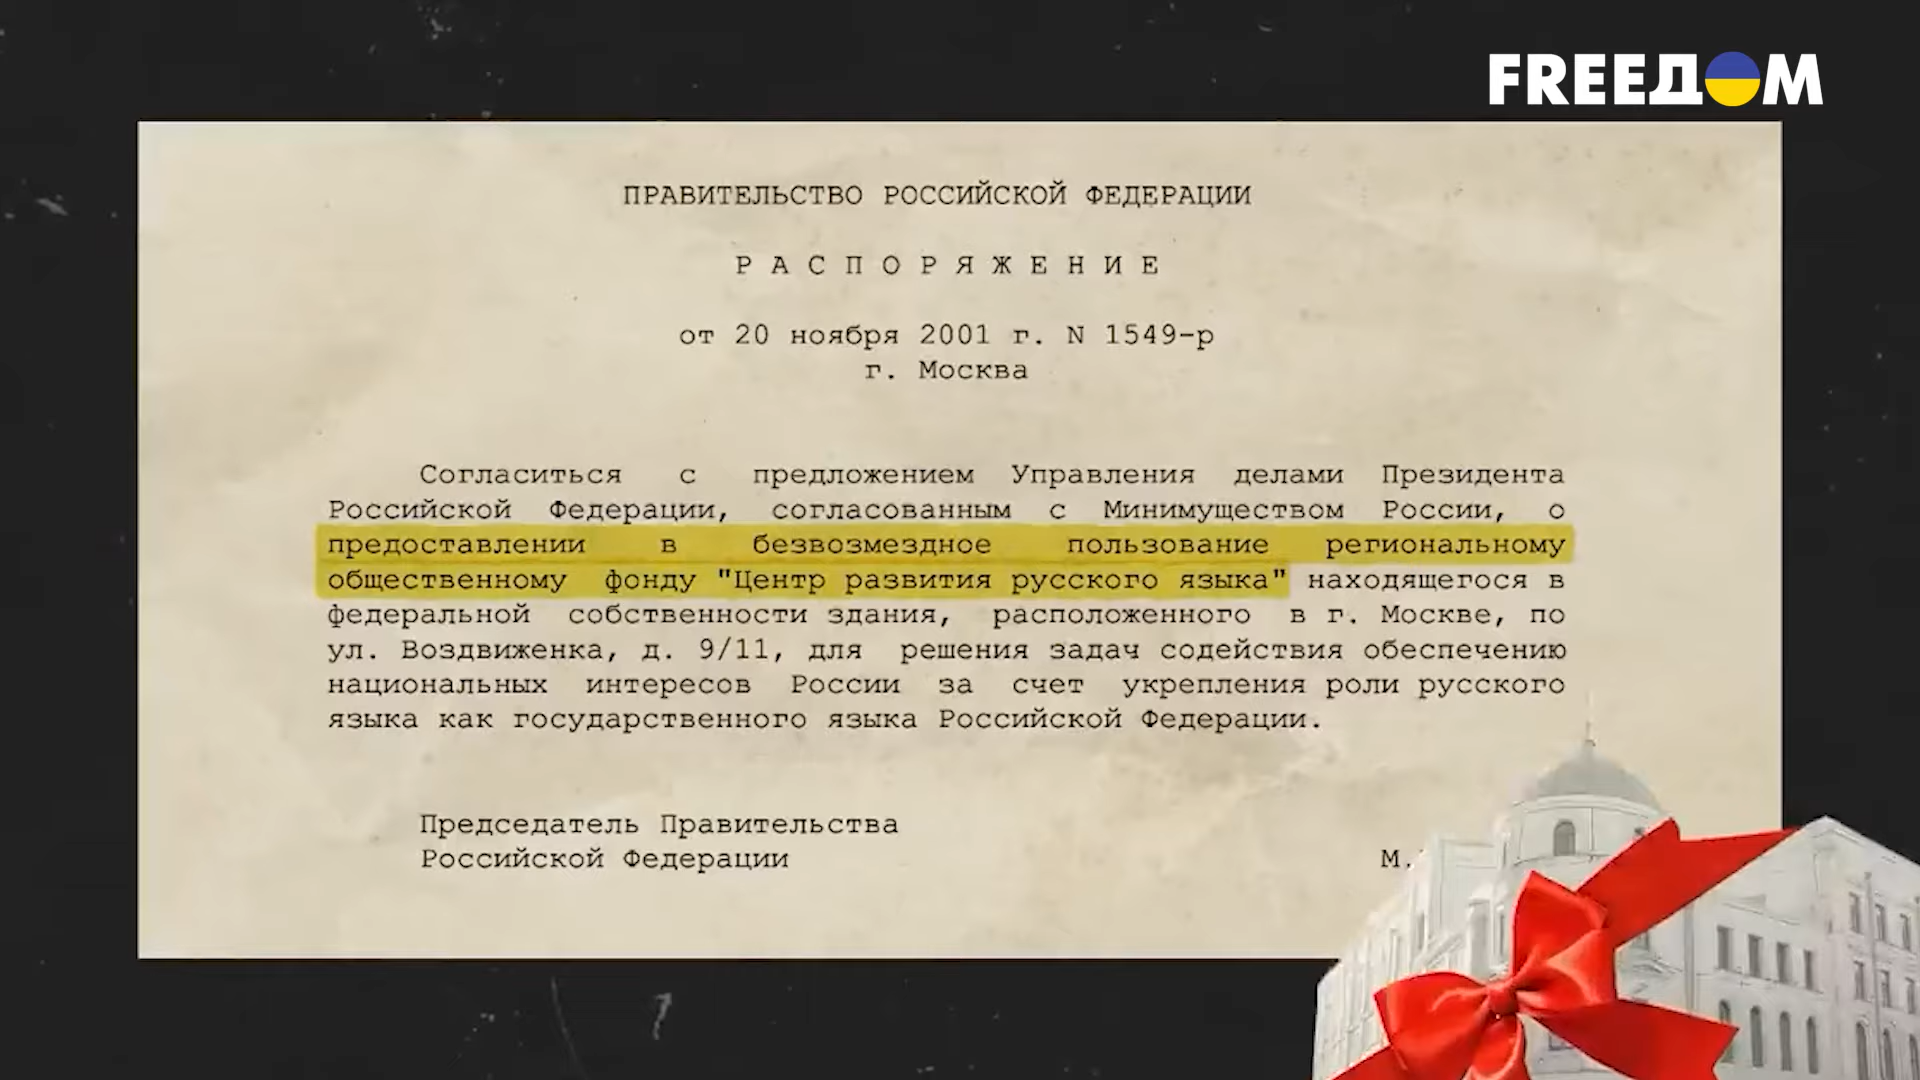 FREEДOM
ПРАВИТЕЛЬСТВО РОССИЙСКОЙ ФЕДЕРАЦИИ
Р А С П О Р Я Ж Е Н И Е
от 20 ноября 2001 г. N 1549-р
г. Москва
Согласиться с предложением Управления делами Президента
Российской Федерации, согласованным с Минимуществом России, о
предоставлении в безвозмездное пользование региональному
общественному фонду "Центр развития русского языка" находящегося в
федеральной собственности здания, расположенного в г. Москве, по
ул. Воздвиженка, д. 9/11, для решения задач содействия обеспечению
национальных интересов России за счет укрепления роли русского
языка как государственного языка Российской Федерации.
Председатель Правительства
Российской Федерации М.